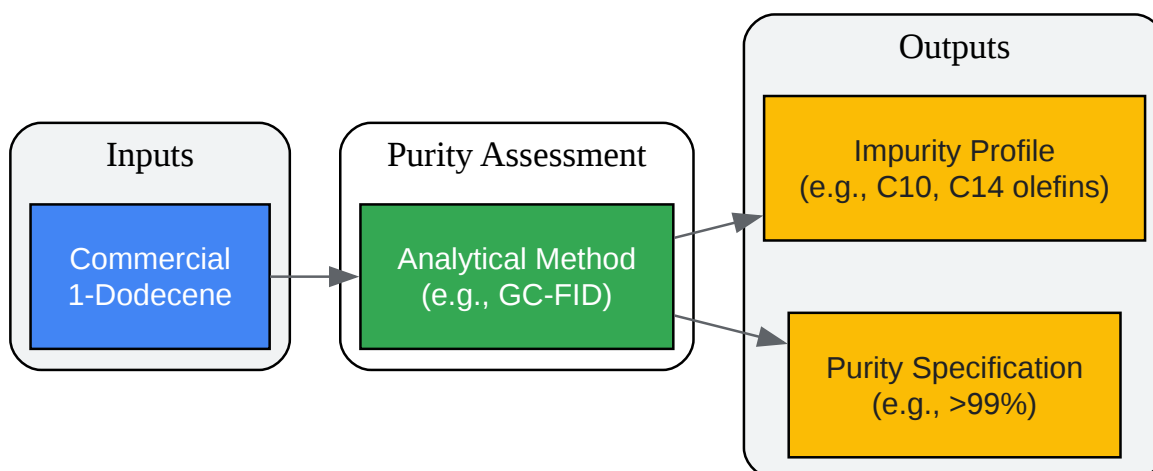 Inputs
Commercial
1-Dodecene
Purity Assessment
Analytical Method
(e.g., GC-FID)
Outputs
Impurity Profile
(e.g., C10, C14 olefins)
Purity Specification
(e.g., >99%)